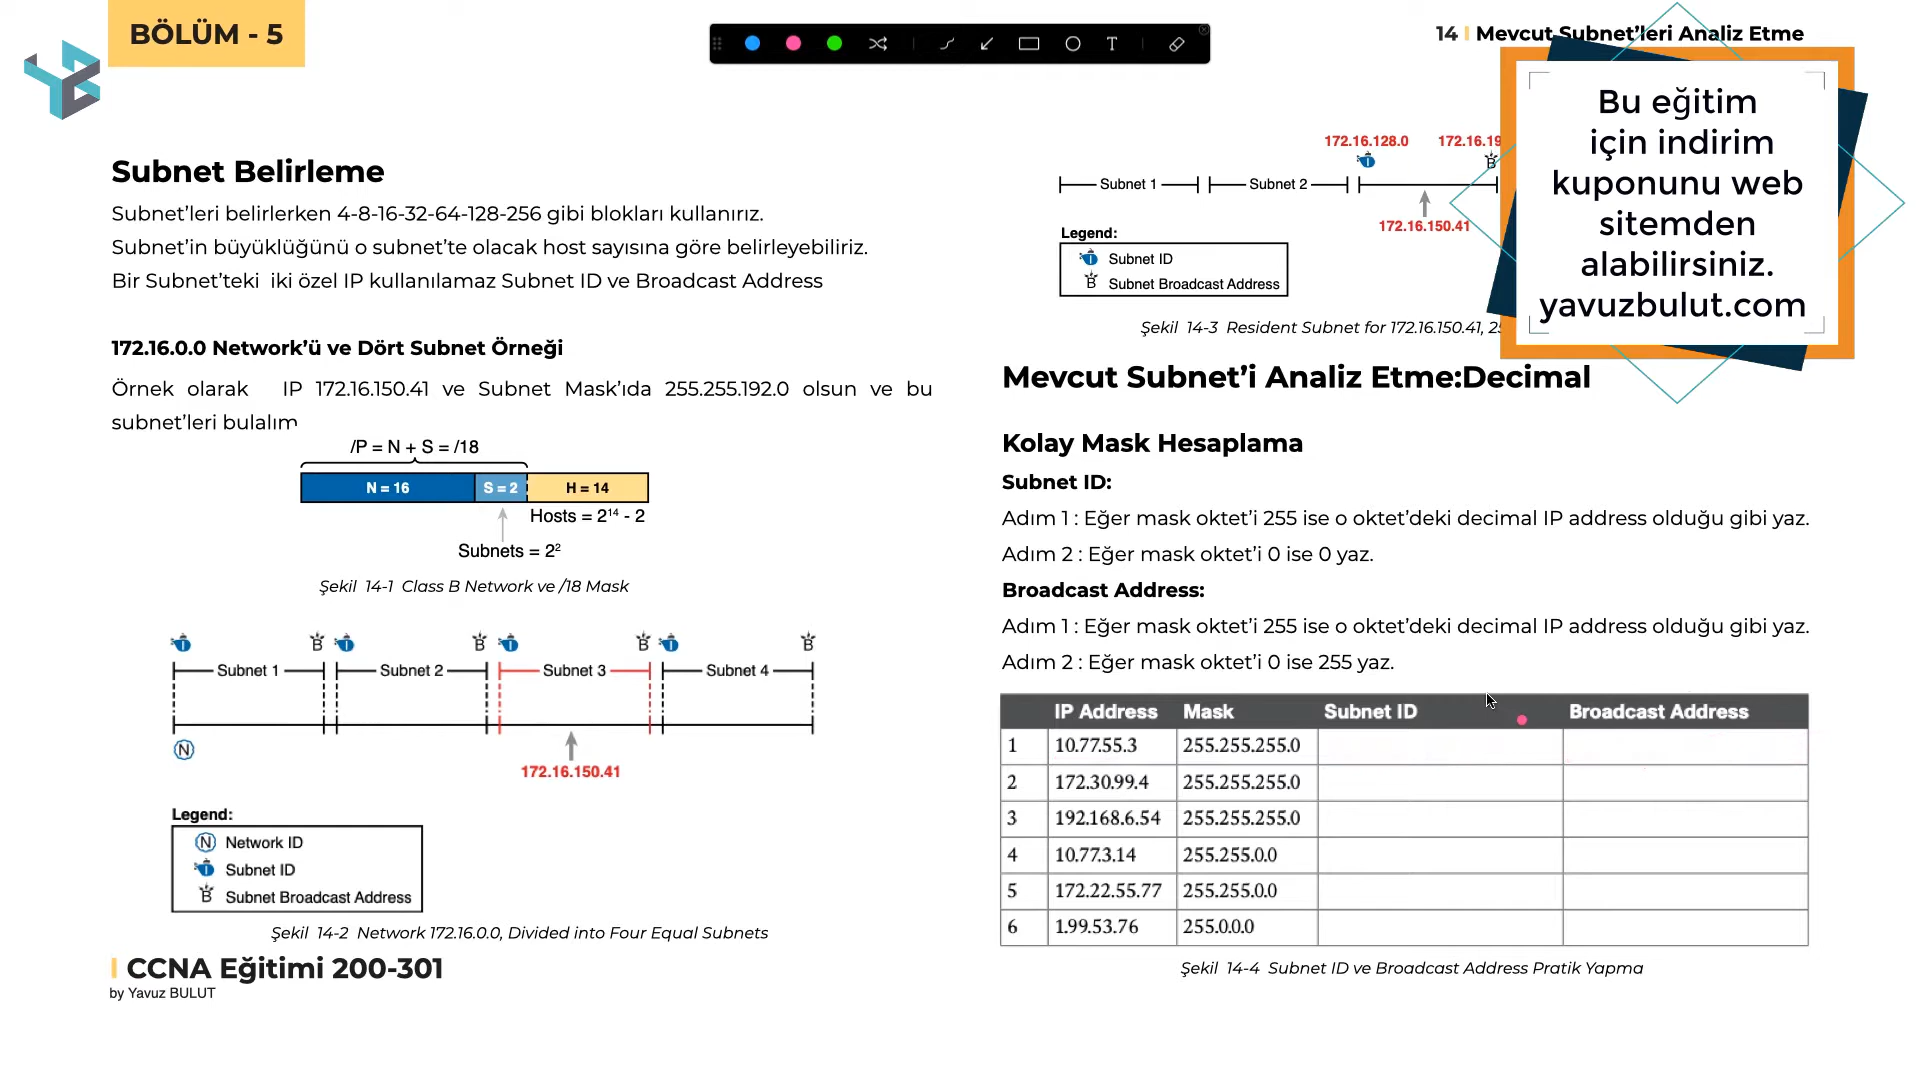 BÖLÜM - 5
14 | Mevcut Subnet'leri Analiz Etme
Subnet Belirleme
Subnet'leri belirlerken 4-8-16-32-64-128-256 gibi blokları kullanırız.
Subnet'in büyüklüğünü o subnet'te olacak host sayısına göre belirleyebiliriz.
Bir Subnet'teki iki özel IP kullanılamaz Subnet ID ve Broadcast Address
172.16.0.0 Network'ü ve Dört Subnet Örneği
Örnek olarak IP 172.16.150.41 ve Subnet Mask'ıda 255.255.192.0 olsun ve bu
subnet'leri bulalım
/P = N + S = /18
N = 16 S = 2 H = 14
Hosts = 2¹⁴ - 2
Subnets = 2²
Şekil 14-1 Class B Network ve /18 Mask
B B B B
Subnet 1 Subnet 2 Subnet 3 Subnet 4
N
172.16.150.41
Legend:
N Network ID
Subnet ID
B Subnet Broadcast Address
Şekil 14-2 Network 172.16.0.0, Divided into Four Equal Subnets
CCNA Eğitimi 200-301
by Yavuz BULUT
172.16.128.0 172.16.19
B
Subnet 1 Subnet 2
172.16.150.41
Legend:
Subnet ID
B Subnet Broadcast Address
Şekil 14-3 Resident Subnet for 172.16.150.41,
Bu eğitim
için indirim
kuponunu web
sitemden
alabilirsiniz.
yavuzbulut.com
Mevcut Subnet'i Analiz Etme:Decimal
Kolay Mask Hesaplama
Subnet ID:
Adım 1 : Eğer mask oktet'i 255 ise o oktet'deki decimal IP address olduğu gibi yaz.
Adım 2 : Eğer mask oktet'i 0 ise 0 yaz.
Broadcast Address:
Adım 1 : Eğer mask oktet'i 255 ise o oktet'deki decimal IP address olduğu gibi yaz.
Adım 2 : Eğer mask oktet'i 0 ise 255 yaz.
IP Address Mask Subnet ID Broadcast Address
1 10.77.55.3 255.255.255.0
2 172.30.99.4 255.255.255.0
3 192.168.6.54 255.255.255.0
4 10.77.3.14 255.255.0.0
5 172.22.55.77 255.255.0.0
6 1.99.53.76 255.0.0.0
Şekil 14-4 Subnet ID ve Broadcast Address Pratik Yapma